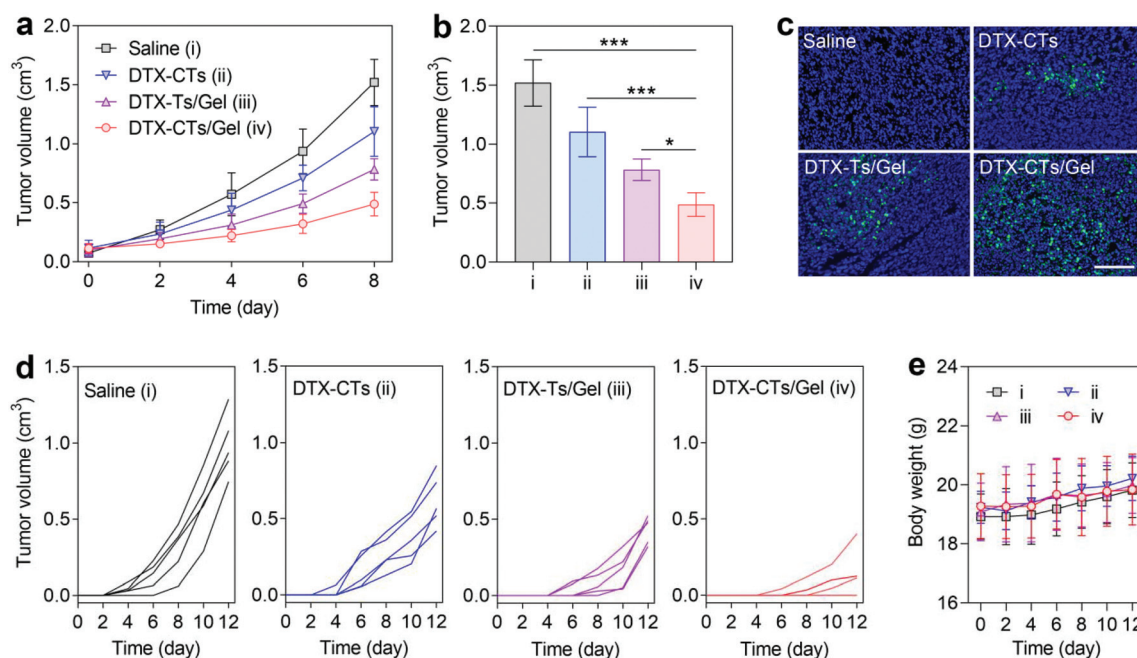 a
Tumor volume (cm³)
2.0
1.5
1.0
0.5
0.0
Saline (i)
DTX-CTs (ii)
DTX-Ts/Gel (iii)
DTX-CTs/Gel (iv)
0 2 4 6 8
Time (day)
b
Tumor volume (cm³)
2.0
1.5
1.0
0.5
0.0
***
***
*
i ii iii iv
c
Saline
DTX-CTs
DTX-Ts/Gel
DTX-CTs/Gel
d
Tumor volume (cm³)
1.5
1.0
0.5
0.0
Saline (i)
0 2 4 6 8 10 12
Time (day)
1.5
1.0
0.5
0.0
DTX-CTs (ii)
0 2 4 6 8 10 12
Time (day)
1.5
1.0
0.5
0.0
DTX-Ts/Gel (iii)
0 2 4 6 8 10 12
Time (day)
1.5
1.0
0.5
0.0
DTX-CTs/Gel (iv)
0 2 4 6 8 10 12
Time (day)
e
Body weight (g)
24
22
20
18
16
i ii
iii iv
0 2 4 6 8 10 12
Time (day)